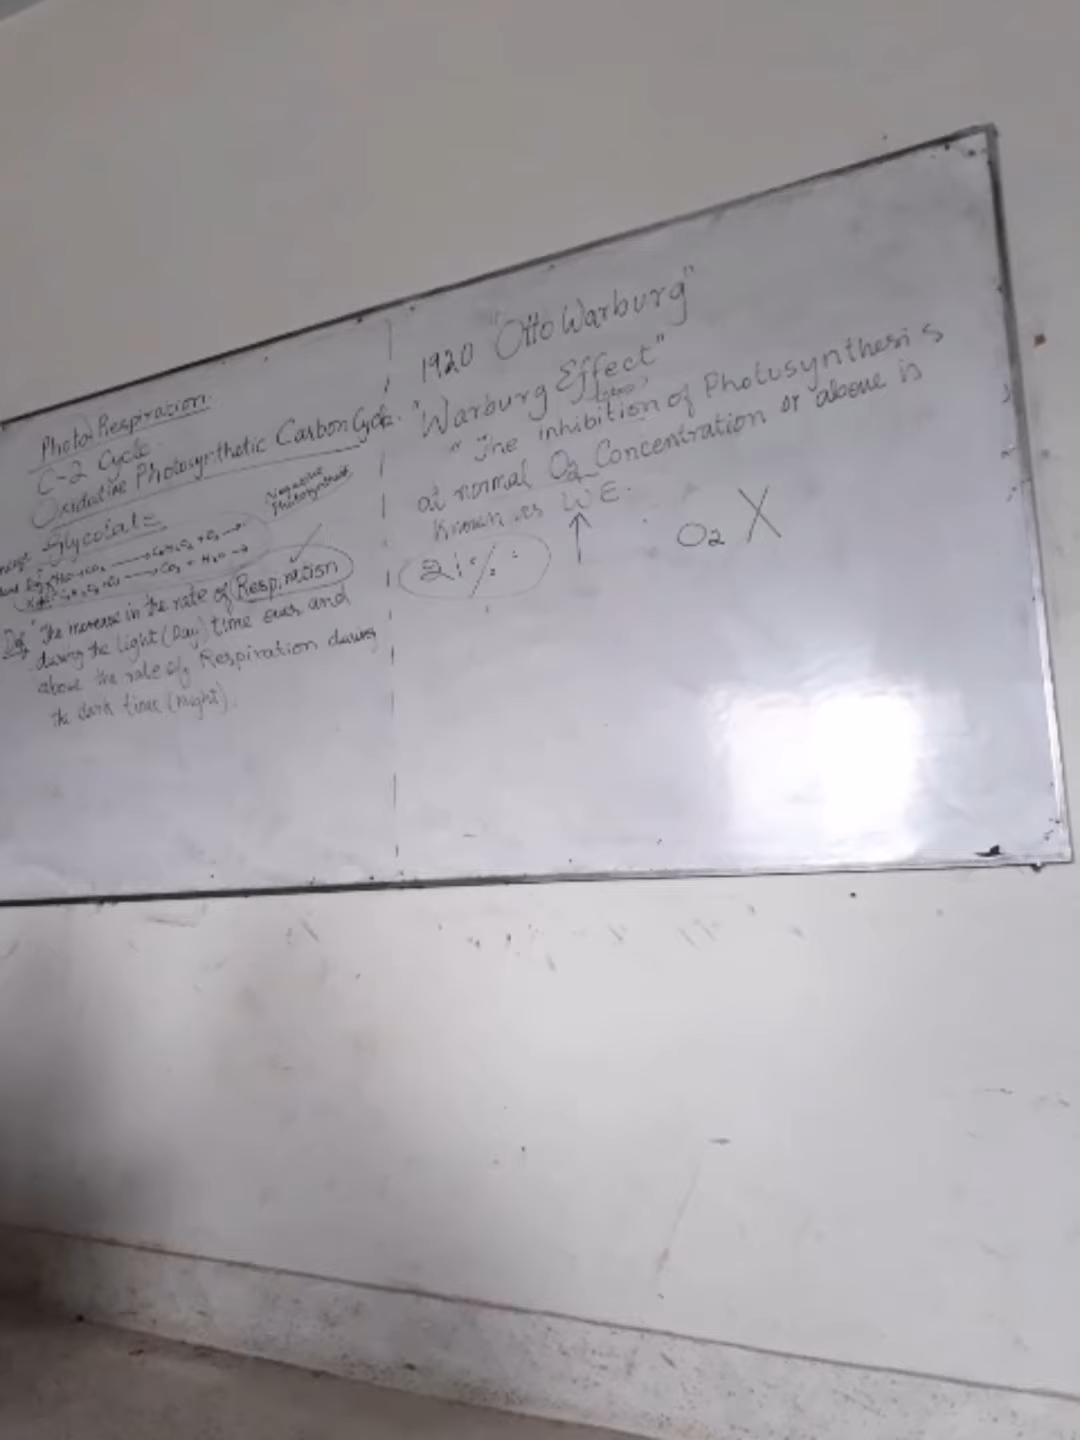 Photo Respiration
C-2 Cycle
Oxidative Photosynthetic Carbon Cycle.
Glycolate
Negative
Photosynthesis
Def "The increase in the rate of Respiration
during the light (Day) time over and
above the rate of Respiration during
the dark time (night).
1920 "Otto Warburg"
"Warburg Effect"
" The inhibition of Photosynthesis
at normal O2 Concentration or above is
Known as W E.
21% ↑ O2 X